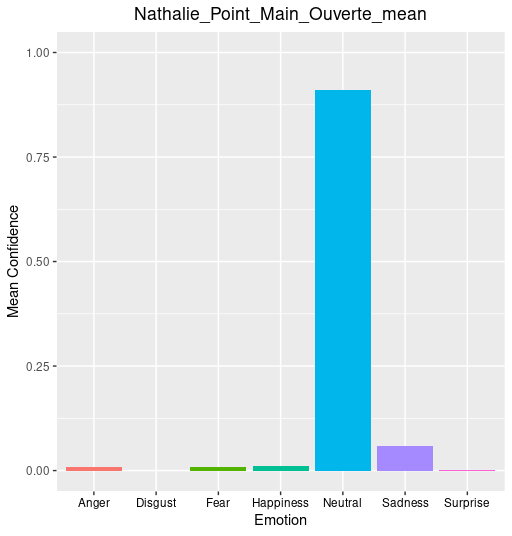 Nathalie_Point_Main_Ouverte_mean
1.00
0.75
0.50
0.25
0.00
Mean Confidence
Anger Disgust Fear Happiness Neutral Sadness Surprise
Emotion